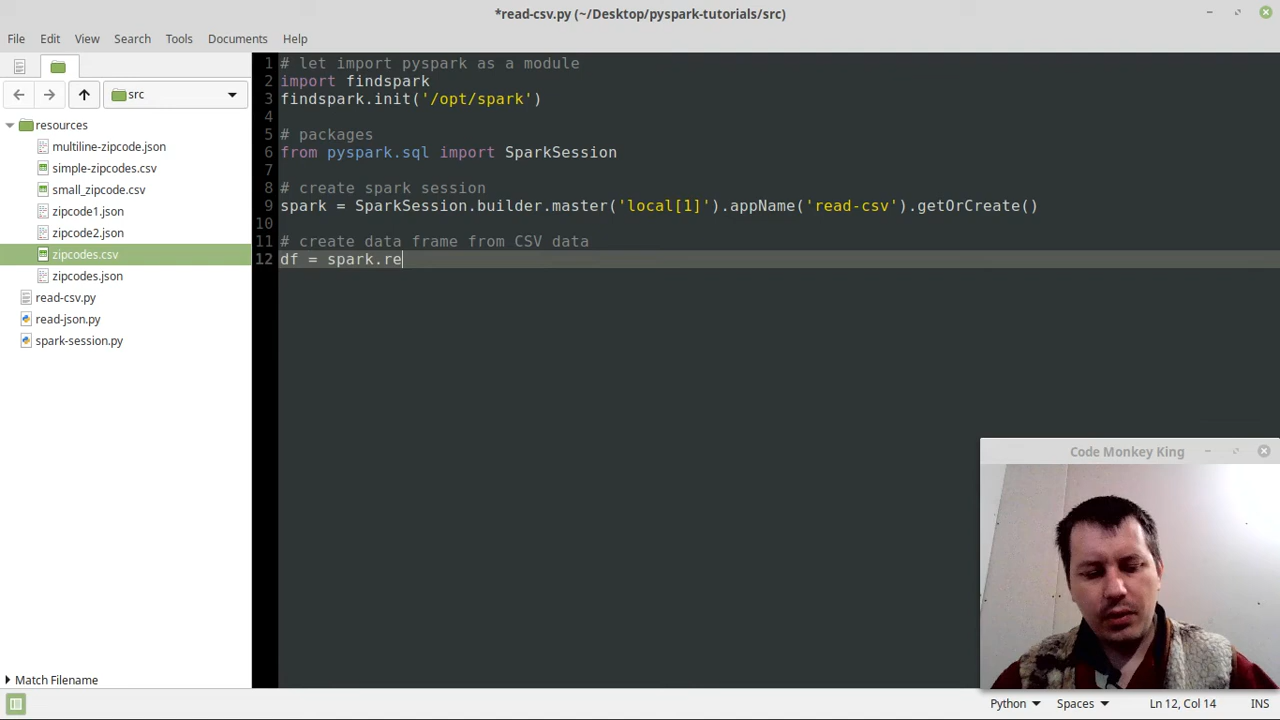 *read-csv.py (~/Desktop/pyspark-tutorials/src)
File Edit View Search Tools Documents Help
src
resources
multiline-zipcode.json
simple-zipcodes.csv
small_zipcode.csv
zipcode1.json
zipcode2.json
zipcodes.csv
zipcodes.json
read-csv.py
read-json.py
spark-session.py
Match Filename
1 # let import pyspark as a module
2 import findspark
3 findspark.init('/opt/spark')
4
5 # packages
6 from pyspark.sql import SparkSession
7
8 # create spark session
9 spark = SparkSession.builder.master('local[1]').appName('read-csv').getOrCreate()
10
11 # create data frame from CSV data
12 df = spark.re
Code Monkey King
Python Spaces Ln 12, Col 14 INS